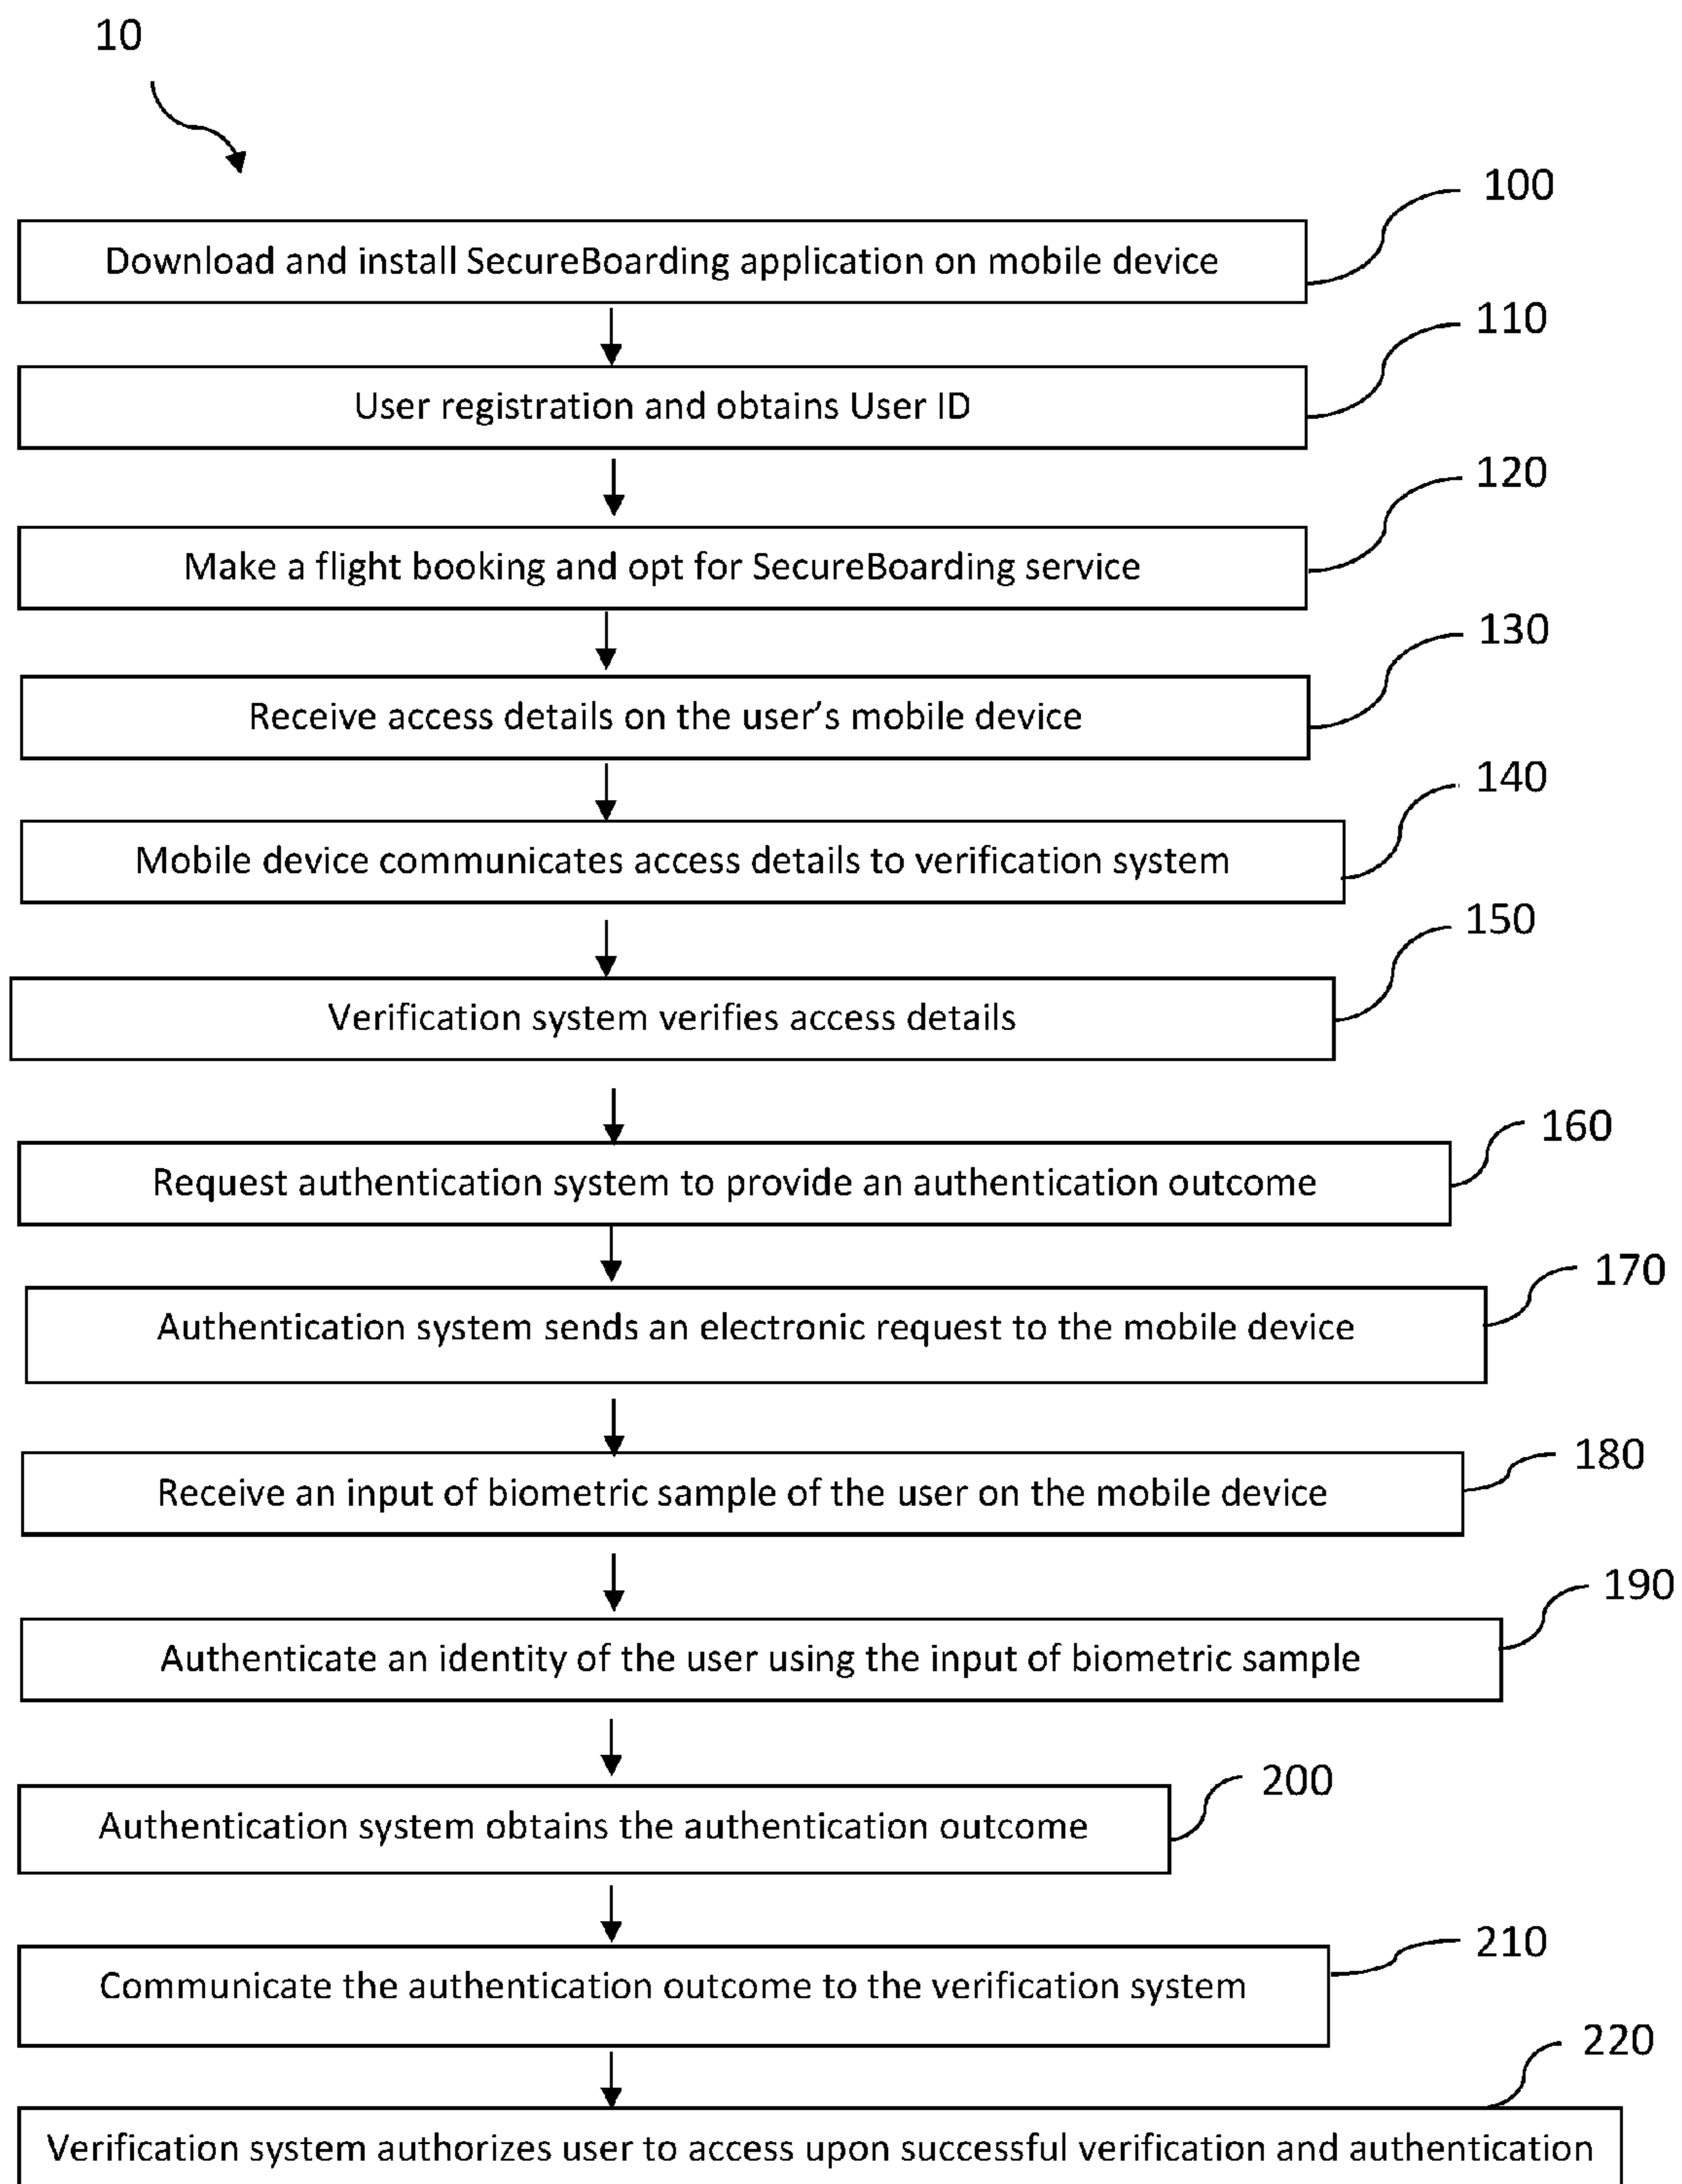 10
100
Download and install SecureBoarding application on mobile device
110
User registration and obtains User ID
120
Make a flight booking and opt for SecureBoarding service
130
Receive access details on the user’s mobile device
140
Mobile device communicates access details to verification system
150
Verification system verifies access details
160
Request authentication system to provide an authentication outcome
170
Authentication system sends an electronic request to the mobile device
180
Receive an input of biometric sample of the user on the mobile device
190
Authenticate an identity of the user using the input of biometric sample
200
Authentication system obtains the authentication outcome
210
Communicate the authentication outcome to the verification system
220
Verification system authorizes user to access upon successful verification and authentication